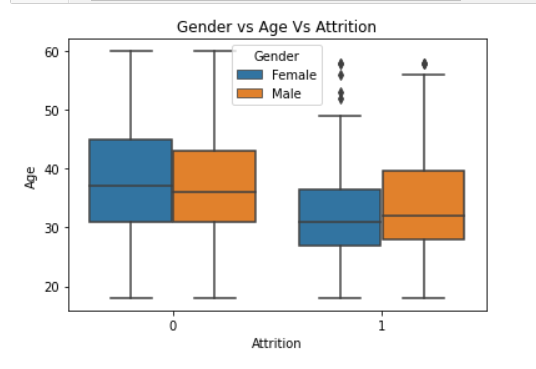 Gender vs Age Vs Attrition
60
50
40
30
20
Age
Gender
Female
Male
0
1
Attrition